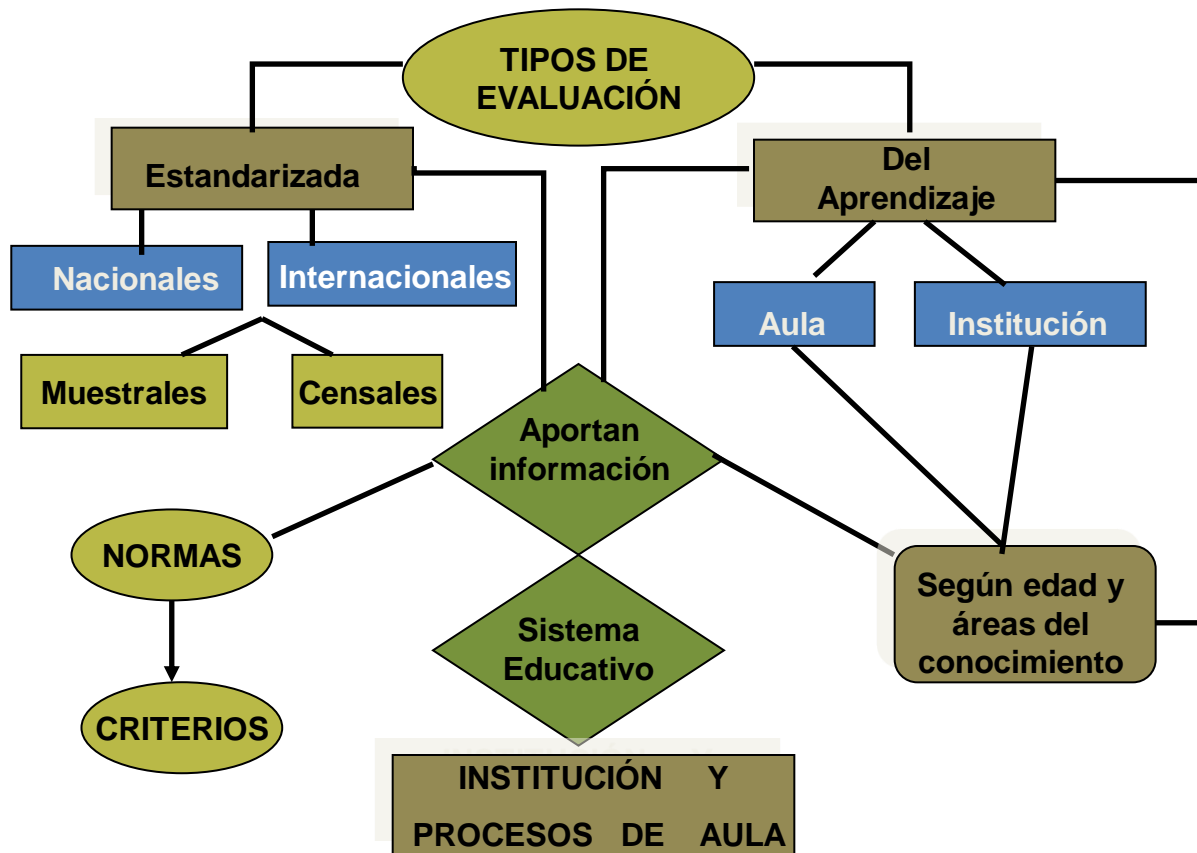 TIPOS DE
EVALUACIÓN
Estandarizada
Del
Aprendizaje
Nacionales
Internacionales
Aula
Institución
Muestrales
Censales
Aportan
información
NORMAS
Según edad y
áreas del
conocimiento
Sistema
Educativo
CRITERIOS
INSTITUCIÓN Y
PROCESOS DE AULA